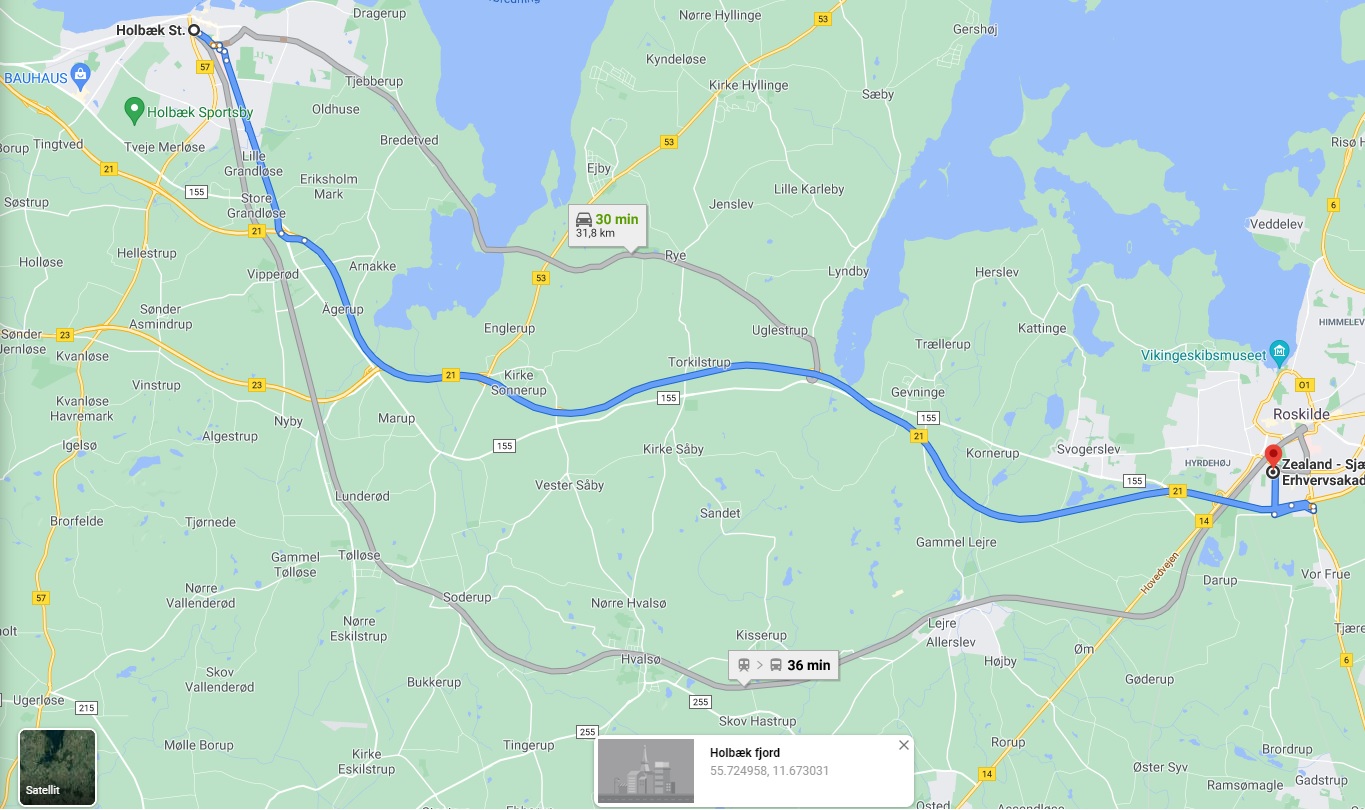 Dragerup
Nørre Hyllinge
53
Gershøj
Holbæk St.
Kyndeløse
57
BAUHAUS
Tjebberup
Kirke Hyllinge
Sæby
Oldhuse
Holbæk Sportsby
Bredetved
53
Tingtved
Tveje Merløse
Lille
Grandløse
Ejby
21
155
Eriksholm
Mark
Lille Karleby
Søstrup
Store
Grandløse
Jenslev
6
30 min
31,8 km
Veddelev
21
Hellestrup
Rye
Holløse
Vipperød
Arnakke
53
Lyndby
Herslev
Sønder
Asmindrup
Ågerup
Englerup
Uglestrup
Kattinge
HIMMELEV
Sønder
Jernløse
23
Trællerup
Kvanløse
Vikingeskibsmuseet
Torkilstrup
Vinstrup
23
21
Kirke
Sonnerup
155
Gevninge
O1
Kvanløse
Havremark
Nyby
Marup
155
Roskilde
Algestrup
155
21
Igelsø
Kirke Såby
Kornerup
Svogerslev
HYRDEHØJ
Zealand - Sjæ
Erhvervsakad
Vester Såby
155
21
Lunderød
Brorfelde
Tjørnede
Sandet
14
Gammel Lejre
Gammel
Tølløse
Tølløse
Hovedvejen
Darup
Vor Frue
57
Nørre
Vallenderød
Soderup
Nørre Hvalsø
Nørre
Eskilstrup
Lejre
Allerslev
Kisserup
Hvalsø
36 min
Øm
Højby
6
Skov
Vallenderød
Bukkerup
Gøderup
Ugerløse
215
255
Skov Hastrup
255
Mølle Borup
Tingerup
Holbæk fjord
55.724958, 11.673031
Rorup
Brordrup
Kirke
Eskilstrup
Øster Syv
14
Gadstrup
Ramsømagle
Satellit
Osted